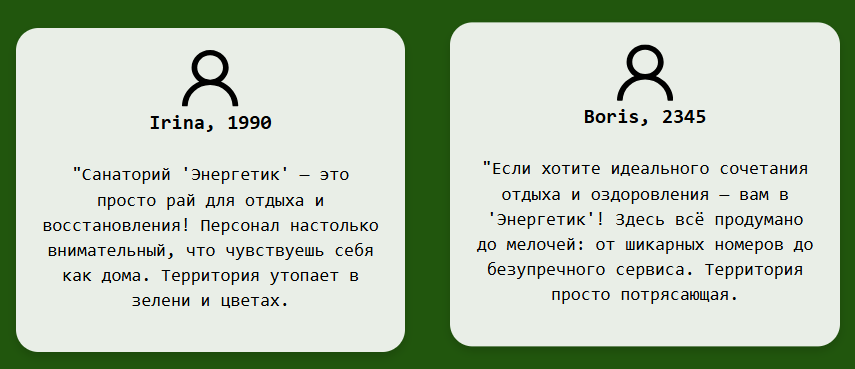 Irina, 1990
"Санаторий 'Энергетик' – это
просто рай для отдыха и
восстановления! Персонал настолько
внимательный, что чувствуешь себя
как дома. Территория утопает в
зелени и цветах.
Boris, 2345
"Если хотите идеального сочетания
отдыха и оздоровления – вам в
'Энергетик'! Здесь всё продумано
до мелочей: от шикарных номеров до
безупречного сервиса. Территория
просто потрясающая.